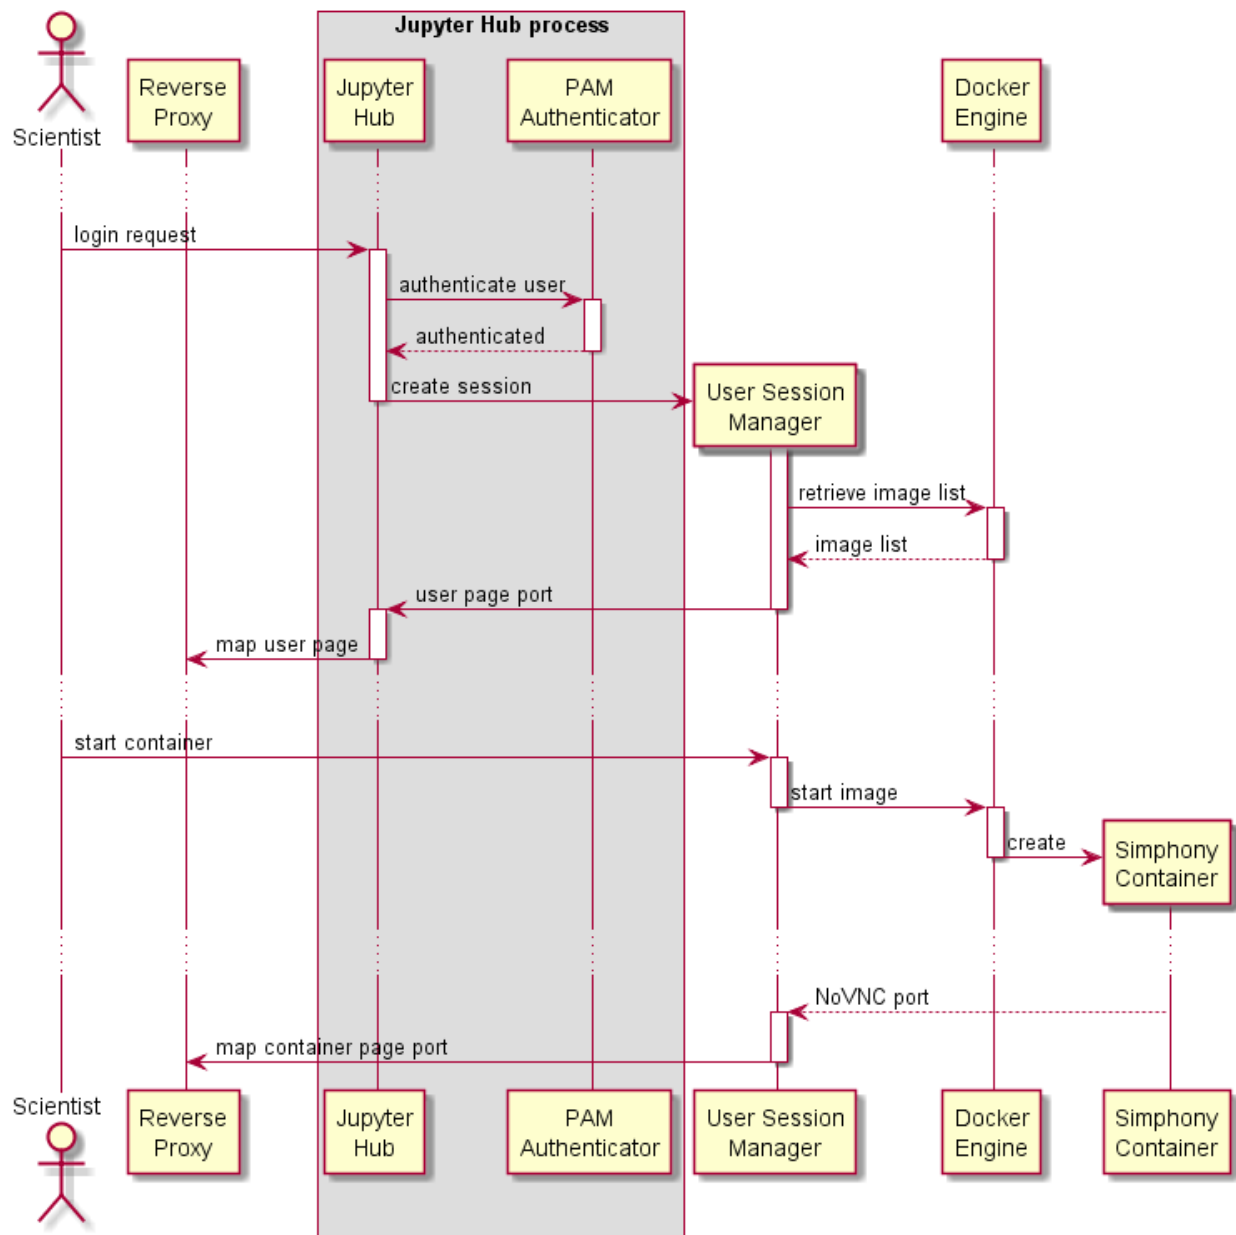 Jupyter Hub process
Scientist
Reverse
Proxy
Jupyter
Hub
PAM
Authenticator
Docker
Engine
login request
authenticate user
authenticated
create session
User Session
Manager
retrieve image list
image list
user page port
map user page
start container
start image
create
Simphony
Container
NoVNC port
map container page port
Scientist
Reverse
Proxy
Jupyter
Hub
PAM
Authenticator
User Session
Manager
Docker
Engine
Simphony
Container